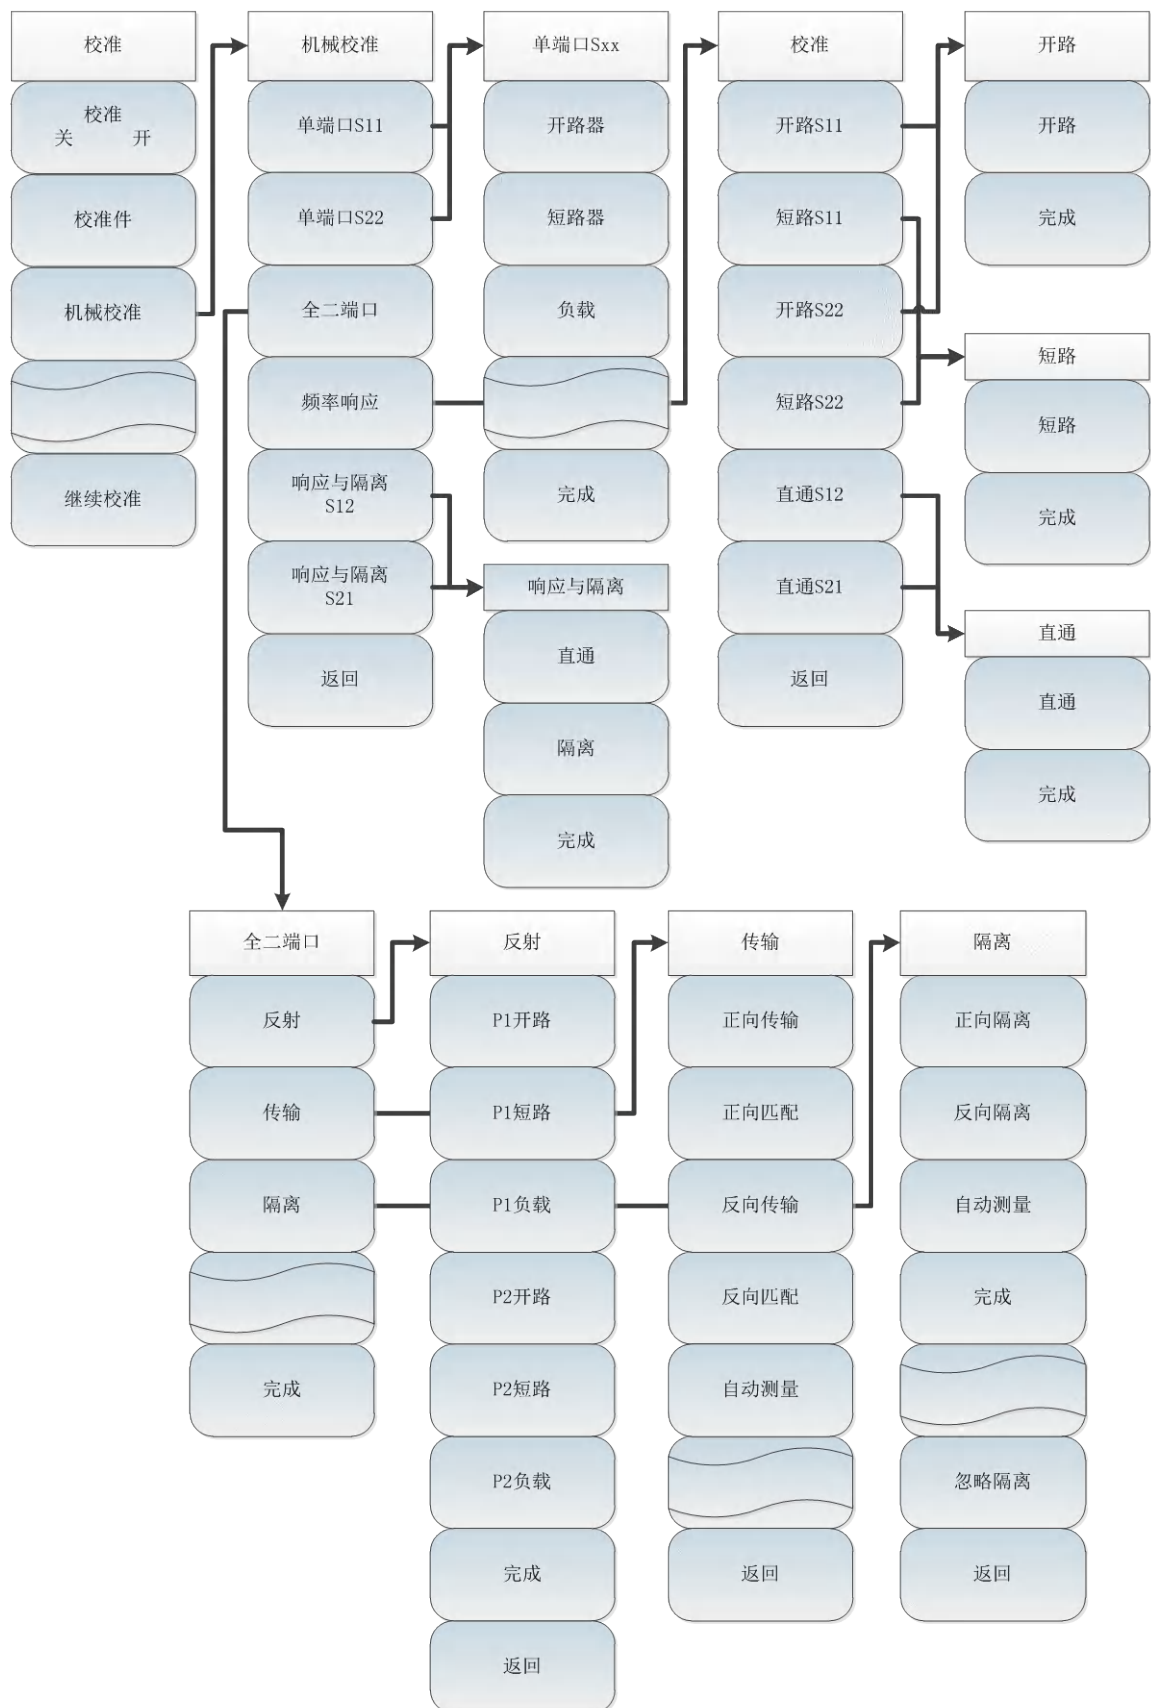 校准
校准
关 开
校准件
机械校准
继续校准
机械校准
单端口S11
单端口S22
全二端口
频率响应
响应与隔离
S12
响应与隔离
S21
返回
单端口Sxx
开路器
短路器
负载
完成
响应与隔离
直通
隔离
完成
校准
开路S11
短路S11
开路S22
短路S22
直通S12
直通S21
返回
开路
开路
完成
短路
短路
完成
直通
直通
完成
全二端口
反射
传输
隔离
完成
反射
P1开路
P1短路
P1负载
P2开路
P2短路
P2负载
完成
返回
传输
正向传输
正向匹配
反向传输
反向匹配
自动测量
返回
隔离
正向隔离
反向隔离
自动测量
完成
忽略隔离
返回